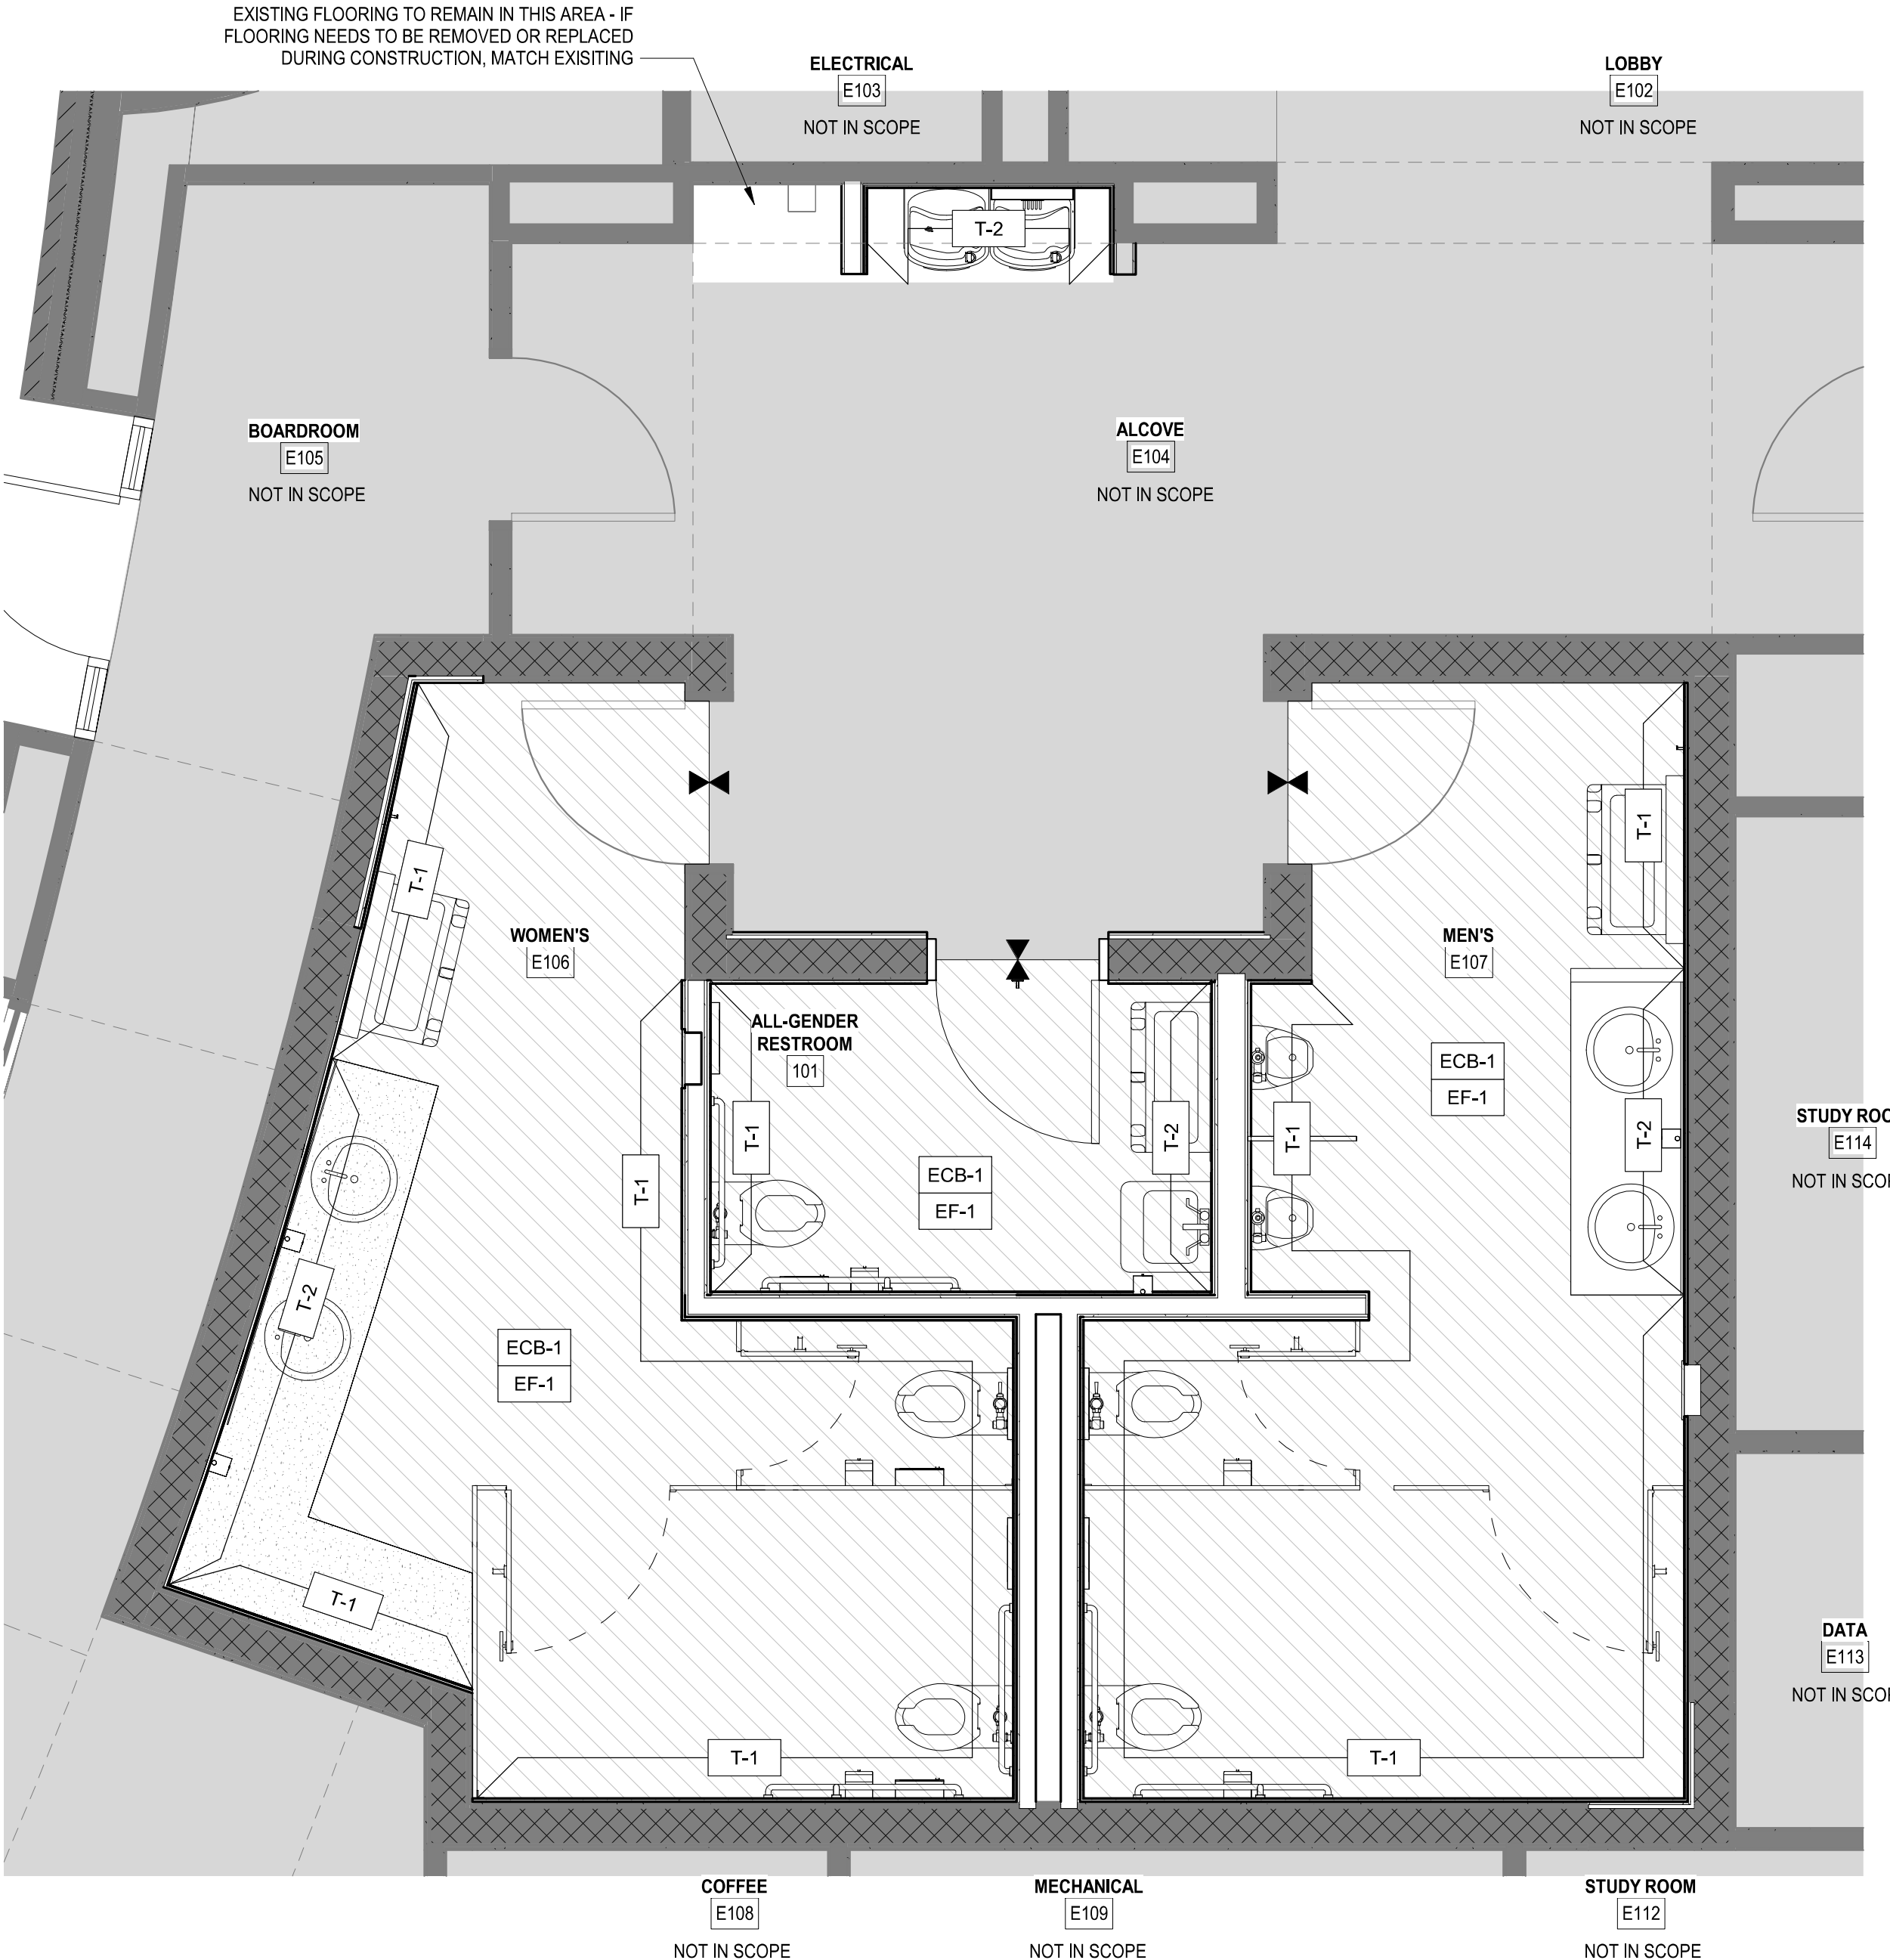 EXISTING FLOORING TO REMAIN IN THIS AREA - IF
FLOORING NEEDS TO BE REMOVED OR REPLACED
DURING CONSTRUCTION, MATCH EXISITING
ELECTRICAL
E103
NOT IN SCOPE
LOBBY
E102
NOT IN SCOPE
T-2
BOARDROOM
E105
NOT IN SCOPE
ALCOVE
E104
NOT IN SCOPE
T-1
T-1
WOMEN'S
E106
MEN'S
E107
ALL-GENDER
RESTROOM
101
ECB-1
EF-1
T-1
T-1
T-2
T-1
T-2
ECB-1
EF-1
STUDY ROO
E114
NOT IN SCOP
T-2
ECB-1
EF-1
T-1
DATA
E113
NOT IN SCOP
T-1
T-1
COFFEE
E108
NOT IN SCOPE
MECHANICAL
E109
NOT IN SCOPE
STUDY ROOM
E112
NOT IN SCOPE